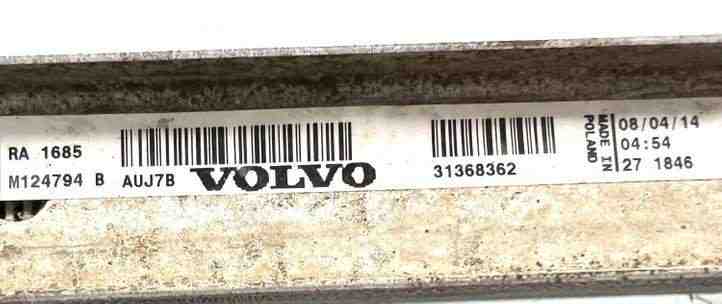 RA 1685
M124794 B AUJ7B VOLVO
31368362
MADE IN
POLAND
08/04/14
04:54
27 1846